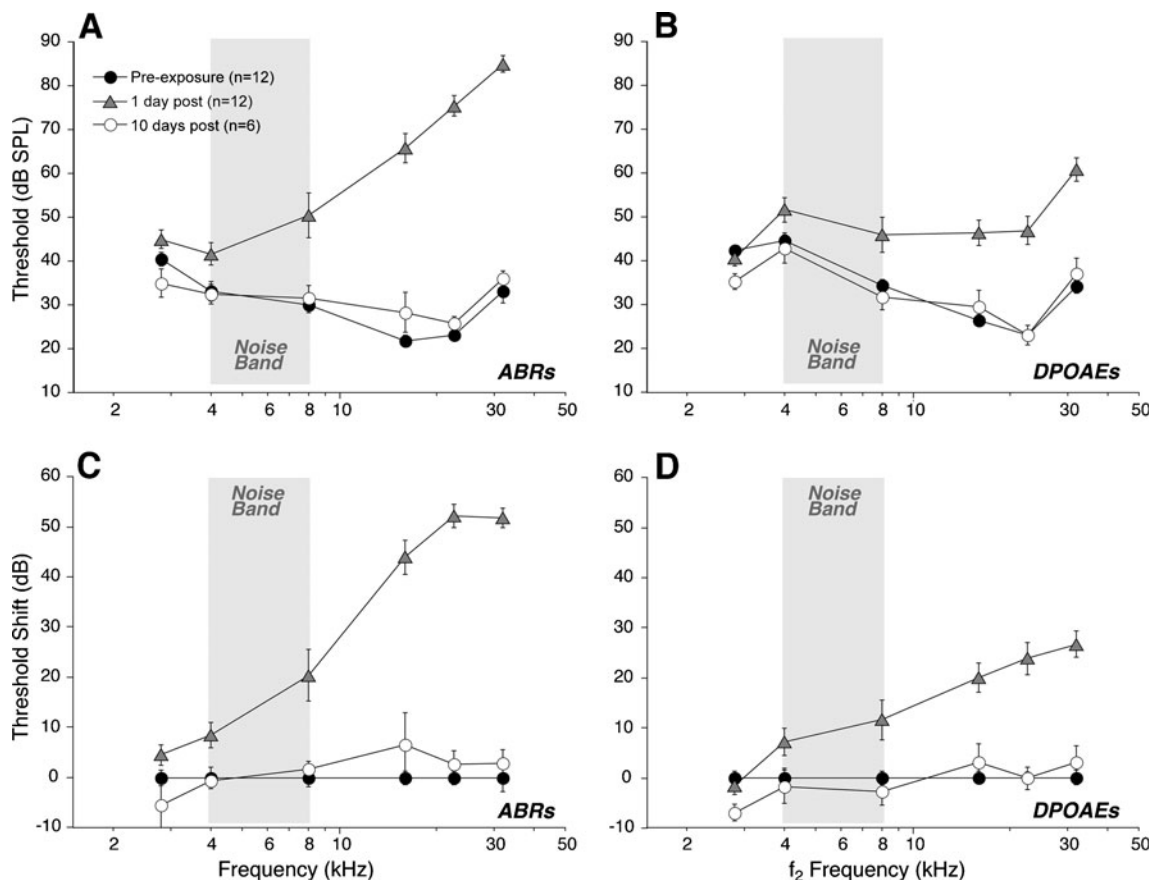 A
B
90
80
70
60
50
40
30
20
10
Threshold (dB SPL)
Pre-exposure (n=12)
1 day post (n=12)
10 days post (n=6)
Noise
Band
ABRs
2
4
6
8
10
20
30
50
90
80
70
60
50
40
30
20
10
Noise
Band
DPOAEs
2
4
6
8
10
20
30
50
C
D
60
50
40
30
20
10
0
-10
Threshold Shift (dB)
Noise
Band
ABRs
2
4
6
8
10
20
30
50
Frequency (kHz)
60
50
40
30
20
10
0
-10
Noise
Band
DPOAEs
2
4
6
8
10
20
30
50
f₂ Frequency (kHz)